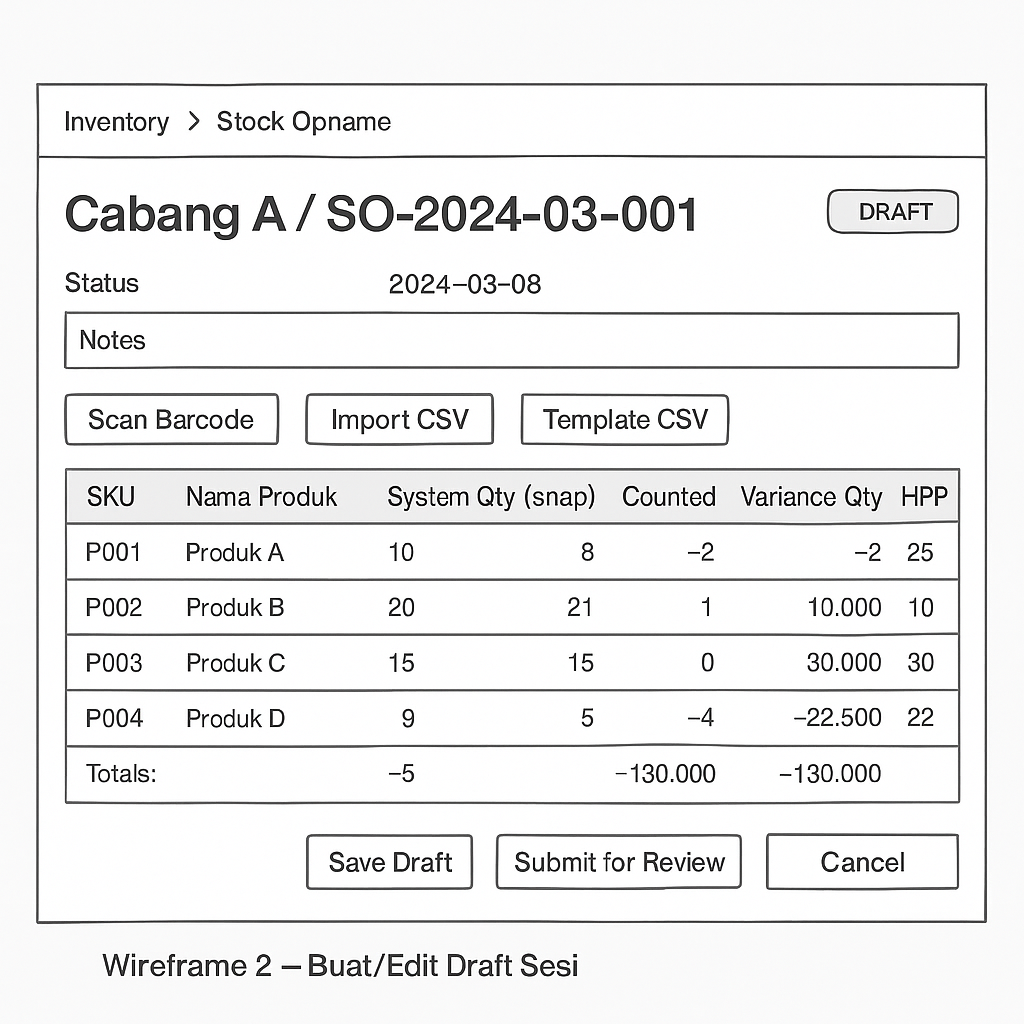 Inventory > Stock Opname
Cabang A / SO-2024-03-001 DRAFT
Status 2024–03–08
Notes
Scan Barcode Import CSV Template CSV
SKU Nama Produk System Qty (snap) Counted Variance Qty HPP
P001 Produk A 10 8 –2 –2 25
P002 Produk B 20 21 1 10.000 10
P003 Produk C 15 15 0 30.000 30
P004 Produk D 9 5 –4 –22.500 22
Totals: –5 –130.000 –130.000
Save Draft Submit for Review Cancel
Wireframe 2 – Buat/Edit Draft Sesi